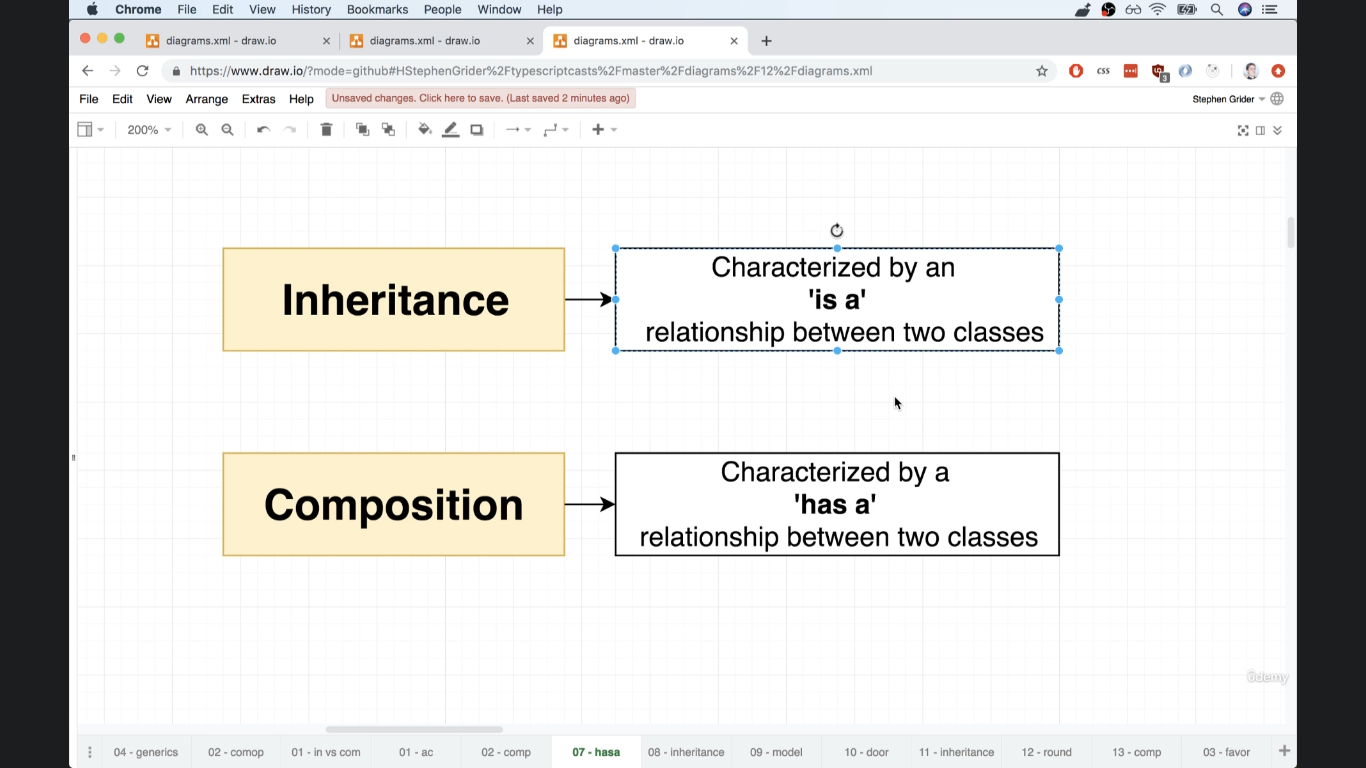 Chrome File Edit View History Bookmarks People Window Help
diagrams.xml - draw.io
diagrams.xml - draw.io
diagrams.xml - draw.io
https://www.draw.io/?mode=github#HStephenGrider%2Ftypescriptcasts%2Fmaster%2Fdiagrams%2F12%2Fdiagrams.xml
CSS
3
File Edit View Arrange Extras Help
Unsaved changes. Click here to save. (Last saved 2 minutes ago)
Stephen Grider
200%
Inheritance
Characterized by an
'is a'
relationship between two classes
Composition
Characterized by a
'has a'
relationship between two classes
ûdemy
04 - generics
02 - comop
01 - in vs com
01 - ac
02 - comp
07 - hasa
08 - inheritance
09 - model
10 - door
11 - inheritance
12 - round
13 - comp
03 - favor